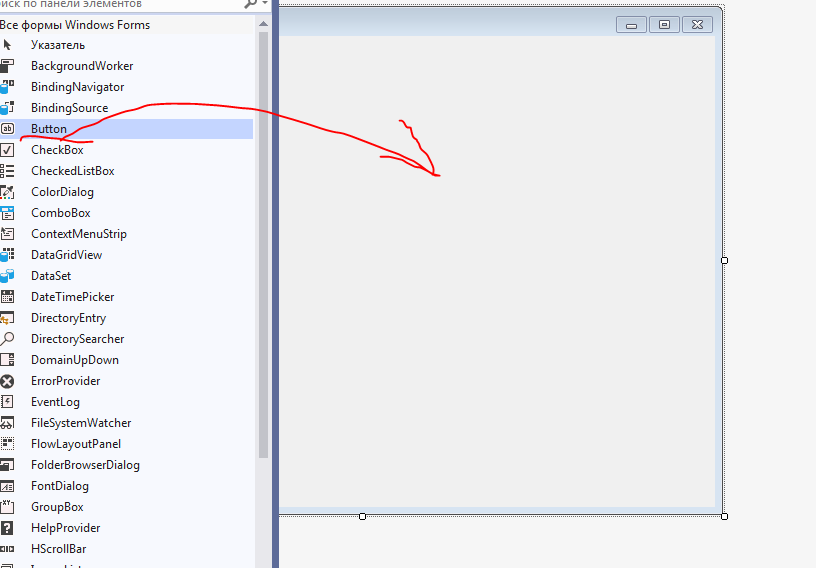 иск по панели элементов
Все формы Windows Forms
Указатель
BackgroundWorker
BindingNavigator
BindingSource
Button
CheckBox
CheckedListBox
ColorDialog
ComboBox
ContextMenuStrip
DataGridView
DataSet
DateTimePicker
DirectoryEntry
DirectorySearcher
DomainUpDown
ErrorProvider
EventLog
FileSystemWatcher
FlowLayoutPanel
FolderBrowserDialog
FontDialog
GroupBox
HelpProvider
HScrollBar